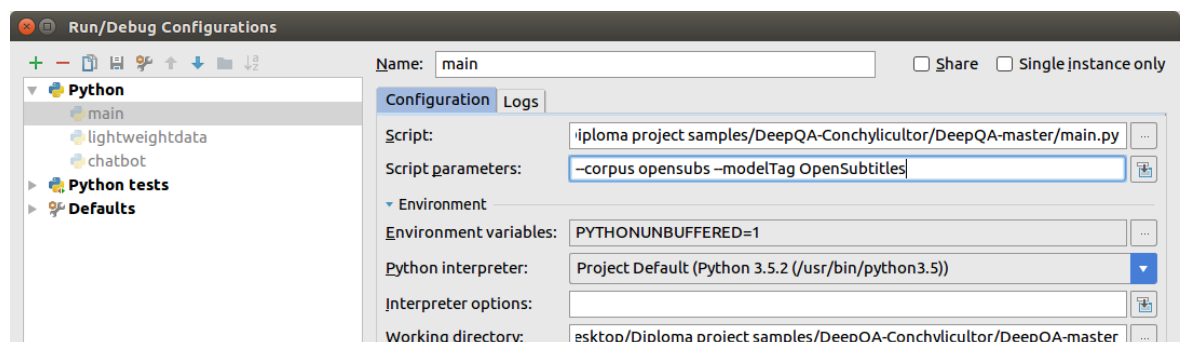 Run/Debug Configurations
Name: main Share Single instance only
Python
main
lightweightdata
chatbot
Python tests
Defaults
Configuration Logs
Script: iploma project samples/DeepQA-Conchylicultor/DeepQA-master/main.py ...
Script parameters: --corpus opensubs --modelTag OpenSubtitles
Environment
Environment variables: PYTHONUNBUFFERED=1 ...
Python interpreter: Project Default (Python 3.5.2 (/usr/bin/python3.5))
Interpreter options:
Working directory: esktop/Diploma project samples/DeepQA-Conchylicultor/DeepQA-master ...